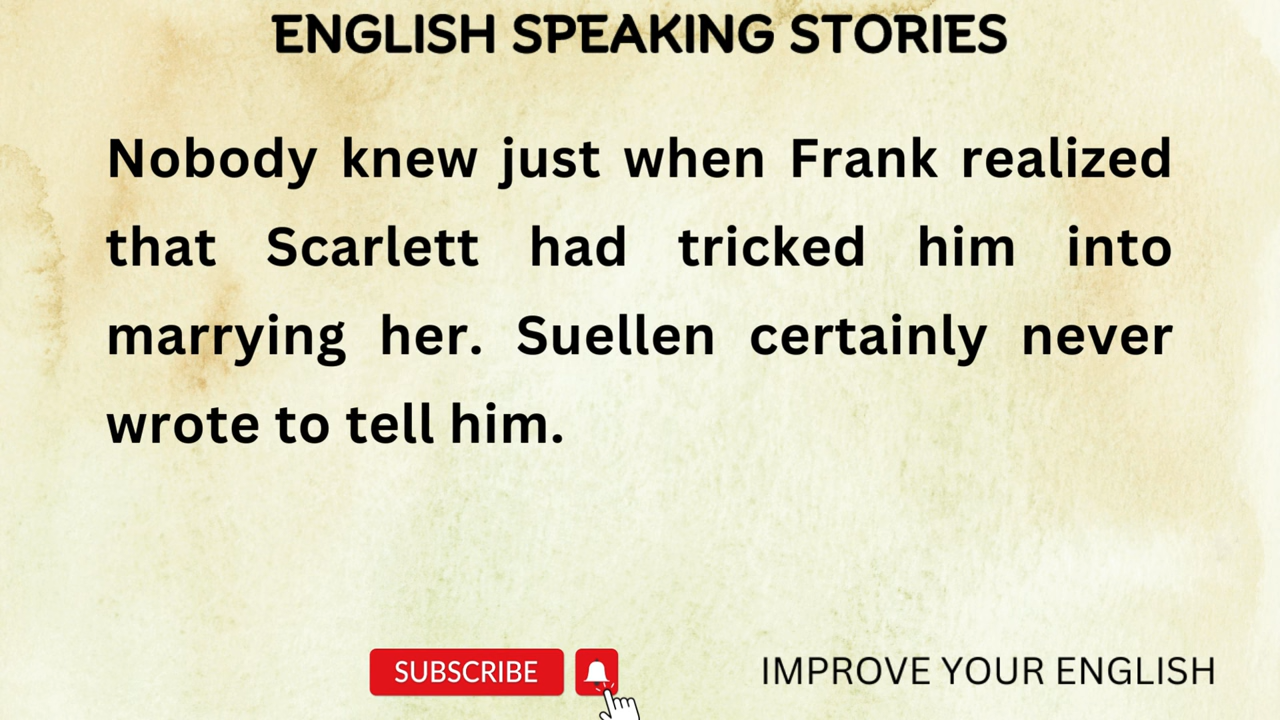 ENGLISH SPEAKING STORIES
Nobody knew just when Frank realized
that Scarlett had tricked him into
marrying her. Suellen certainly never
wrote to tell him.
SUBSCRIBE
IMPROVE YOUR ENGLISH